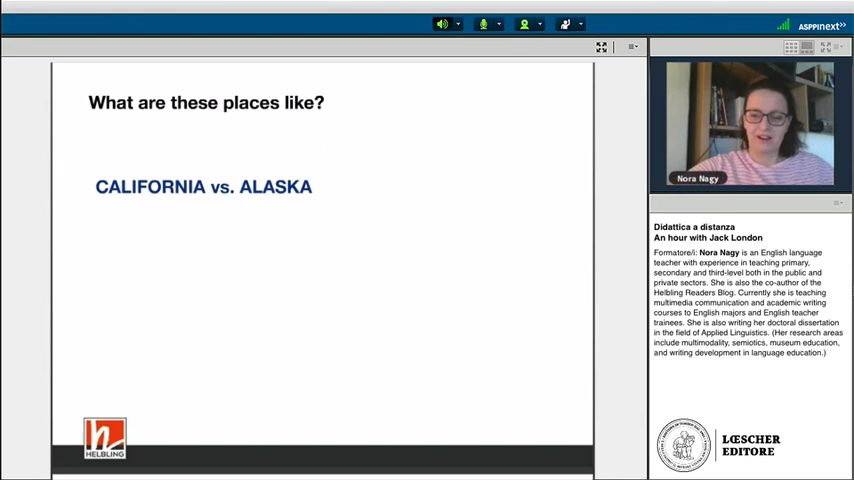 ASPPInext>>
What are these places like?
CALIFORNIA vs. ALASKA
HELBLING
Nora Nagy
Didattica a distanza
An hour with Jack London
Formatore/i: Nora Nagy is an English language
teacher with experience in teaching primary,
secondary and third-level both in the public and
private sectors. She is also the co-author of the
Helbling Readers Blog. Currently she is teaching
multimedia communication and academic writing
courses to English majors and English teacher
trainees. She is also writing her doctoral dissertation
in the field of Applied Linguistics. (Her research areas
include multimodality, semiotics, museum education,
and writing development in language education.)
LŒSCHER
EDITORE